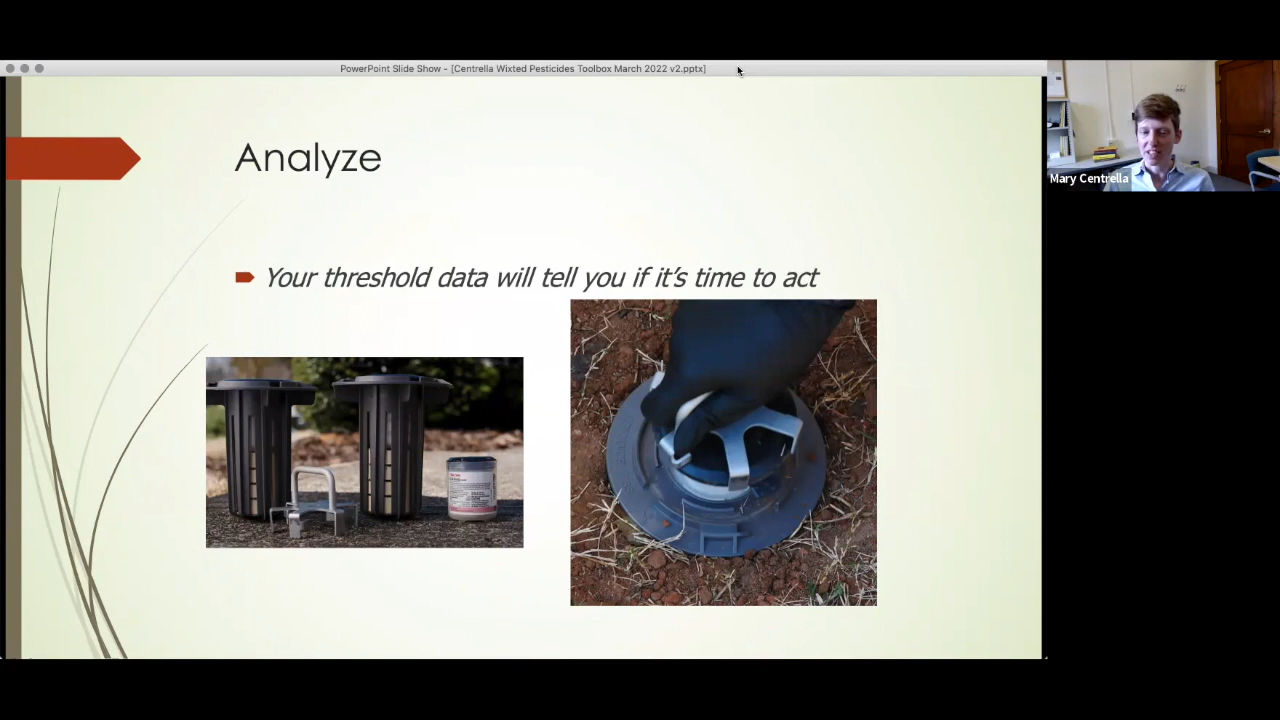 PowerPoint Slide Show - [Centrella Wixted Pesticides Toolbox March 2022 v2.pptx]
Analyze
Your threshold data will tell you if it's time to act
Mary Centrella